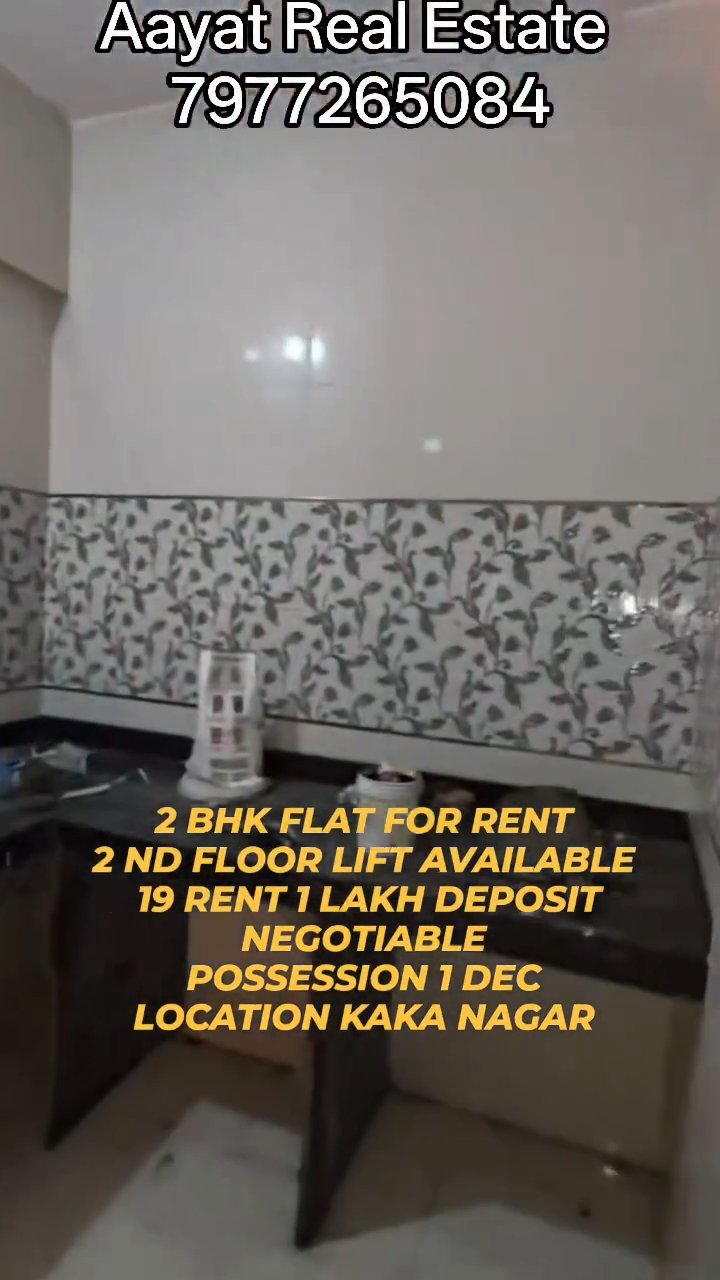 Aayat Real Estate
7977265084
2 BHK FLAT FOR RENT
2 ND FLOOR LIFT AVAILABLE
19 RENT 1 LAKH DEPOSIT
NEGOTIABLE
POSSESSION 1 DEC
LOCATION KAKA NAGAR